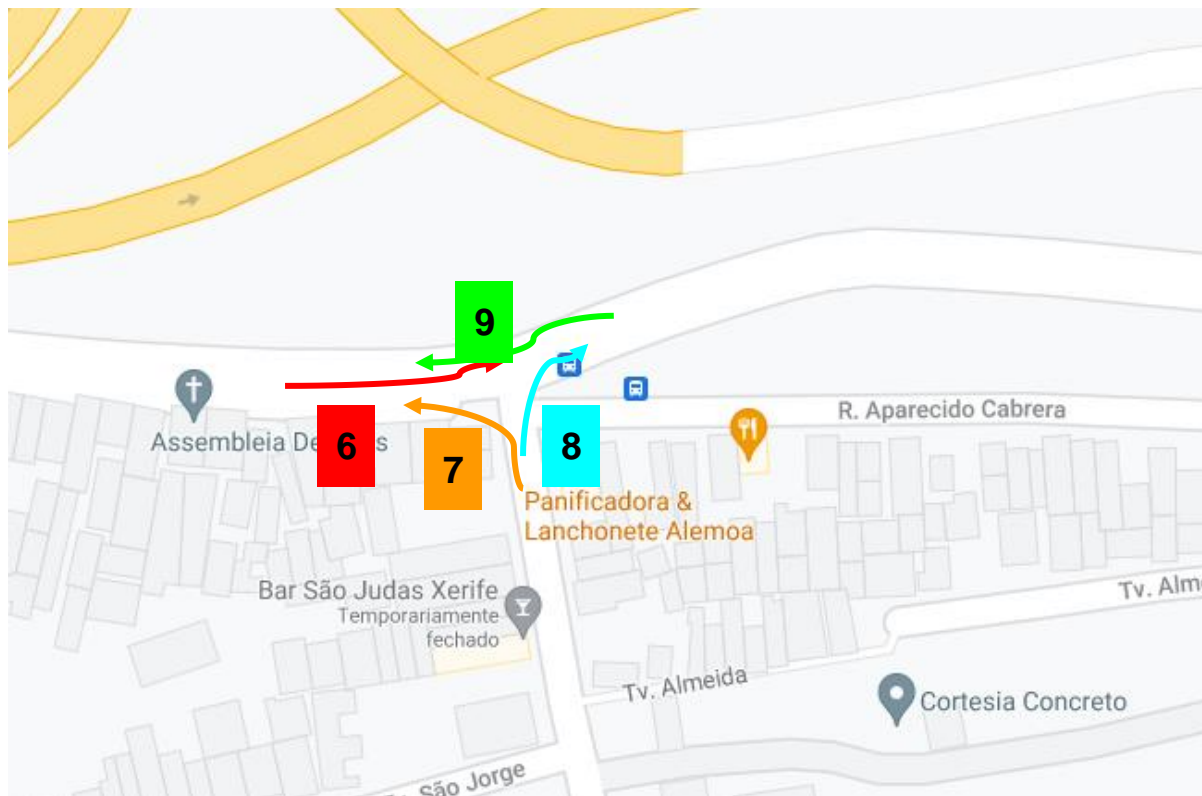 9
R. Aparecido Cabrera
Assembleia De
s
6
7
8
Panificadora &
Lanchonete Alemoa
Bar São Judas Xerife
Temporariamente
fechado
Tv. Alm
Tv. Almeida
Cortesia Concreto
São Jorge